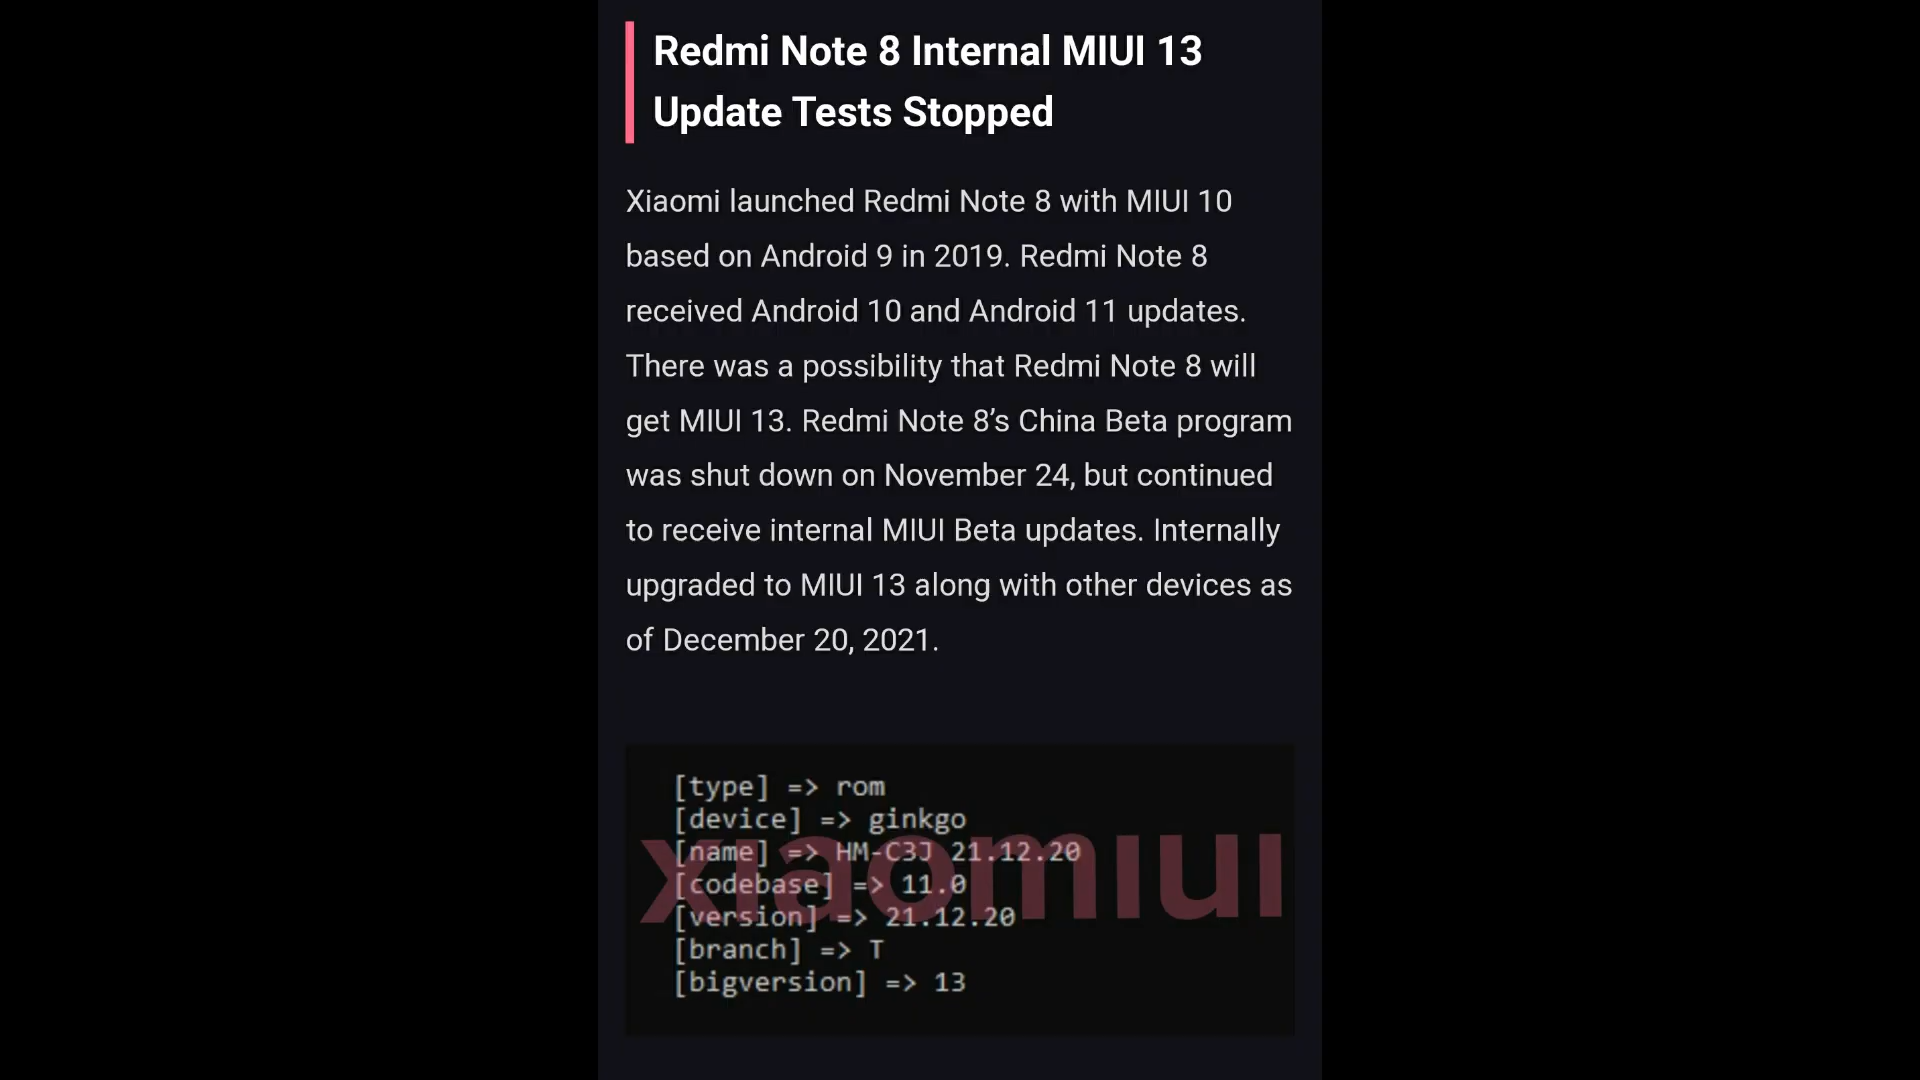 Redmi Note 8 Internal MIUI 13
Update Tests Stopped
Xiaomi launched Redmi Note 8 with MIUI 10
based on Android 9 in 2019. Redmi Note 8
received Android 10 and Android 11 updates.
There was a possibility that Redmi Note 8 will
get MIUI 13. Redmi Note 8’s China Beta program
was shut down on November 24, but continued
to receive internal MIUI Beta updates. Internally
upgraded to MIUI 13 along with other devices as
of December 20, 2021.
[type] => rom
[device] => ginkgo
[name] => HM-C3J 21.12.20
[codebase] => 11.0
[version] => 21.12.20
[branch] => T
[bigversion] => 13
xiaomiui